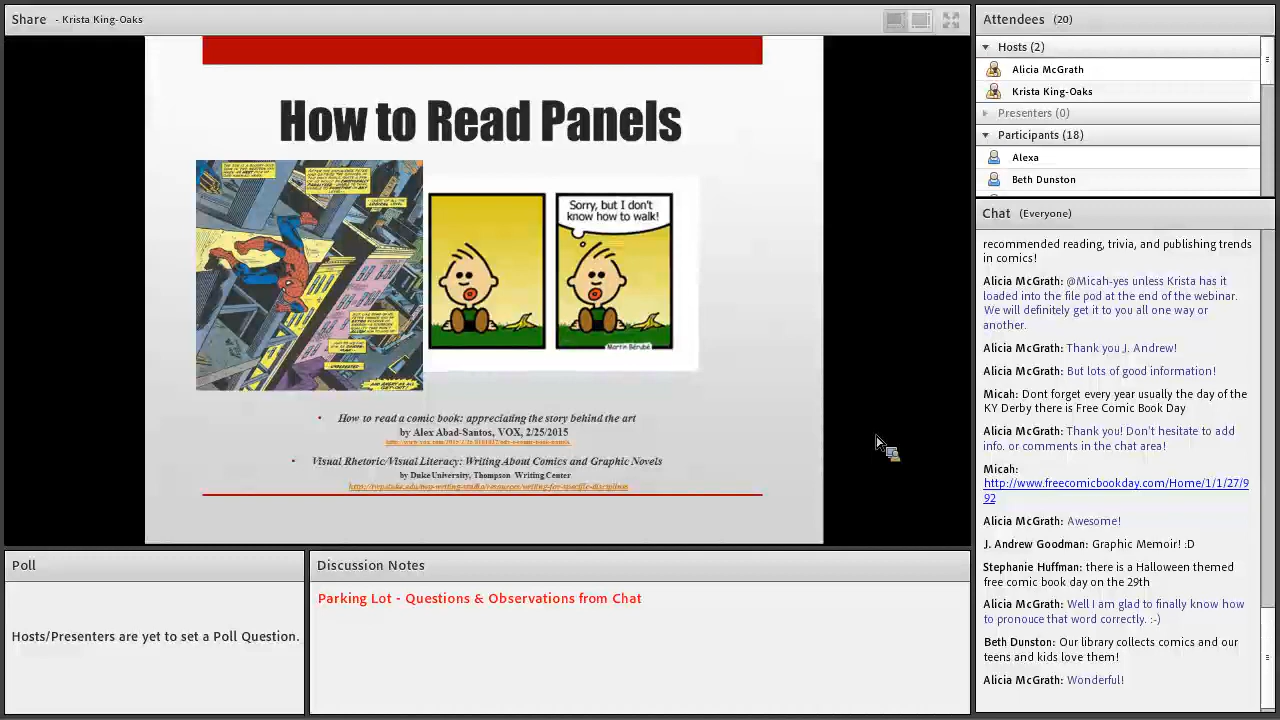 Share - Krista King-Oaks
How to Read Panels
Sorry, but I don't
know how to walk!
• How to read a comic book: appreciating the story behind the art
by Alex Abad-Santos, VOX, 2/25/2015
• Visual Rhetoric/Visual Literacy: Writing About Comics and Graphic Novels
by Duke University, Thompson Writing Center
Poll
Hosts/Presenters are yet to set a Poll Question.
Discussion Notes
Parking Lot - Questions & Observations from Chat
Attendees (20)
Hosts (2)
Alicia McGrath
Krista King-Oaks
Presenters (0)
Participants (18)
Alexa
Beth Dunston
Chat (Everyone)
recommended reading, trivia, and publishing trends
in comics!
Alicia McGrath: @Micah-yes unless Krista has it
loaded into the file pod at the end of the webinar.
We will definitely get it to you all one way or
another.
Alicia McGrath: Thank you J. Andrew!
Alicia McGrath: But lots of good information!
Micah: Dont forget every year usually the day of the
KY Derby there is Free Comic Book Day
Alicia McGrath: Thank you! Don't hesitate to add
info. or comments in the chat area!
Micah:
http://www.freecomicbookday.com/Home/1/1/27/9
92
Alicia McGrath: Awesome!
J. Andrew Goodman: Graphic Memoir! :D
Stephanie Huffman: there is a Halloween themed
free comic book day on the 29th
Alicia McGrath: Well I am glad to finally know how
to pronouce that word correctly. :-)
Beth Dunston: Our library collects comics and our
teens and kids love them!
Alicia McGrath: Wonderful!